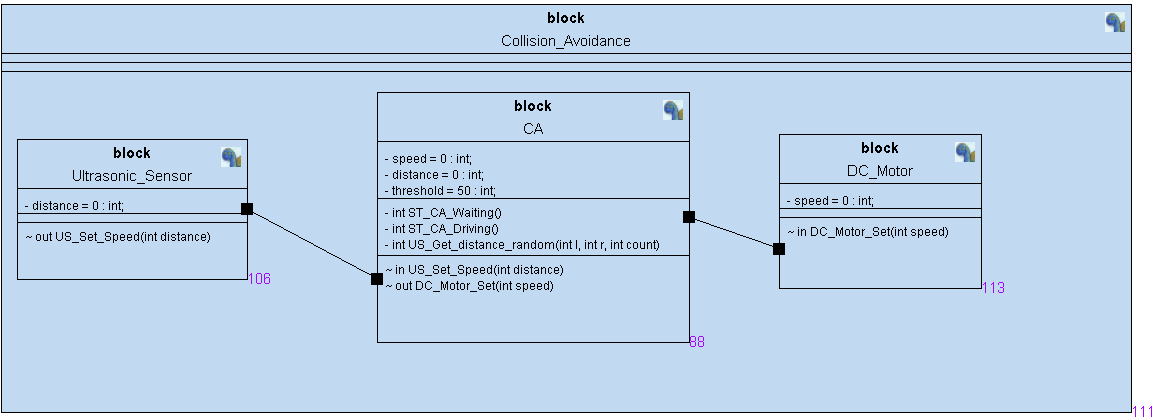 block
Collision_Avoidance
block
Ultrasonic_Sensor
- distance = 0 : int;
~ out US_Set_Speed(int distance)
106
block
CA
- speed = 0 : int;
- distance = 0 : int;
- threshold = 50 : int;
- int ST_CA_Waiting()
- int ST_CA_Driving()
- int US_Get_distance_random(int l, int r, int count)
~ in US_Set_Speed(int distance)
~ out DC_Motor_Set(int speed)
88
block
DC_Motor
- speed = 0 : int;
~ in DC_Motor_Set(int speed)
113
111